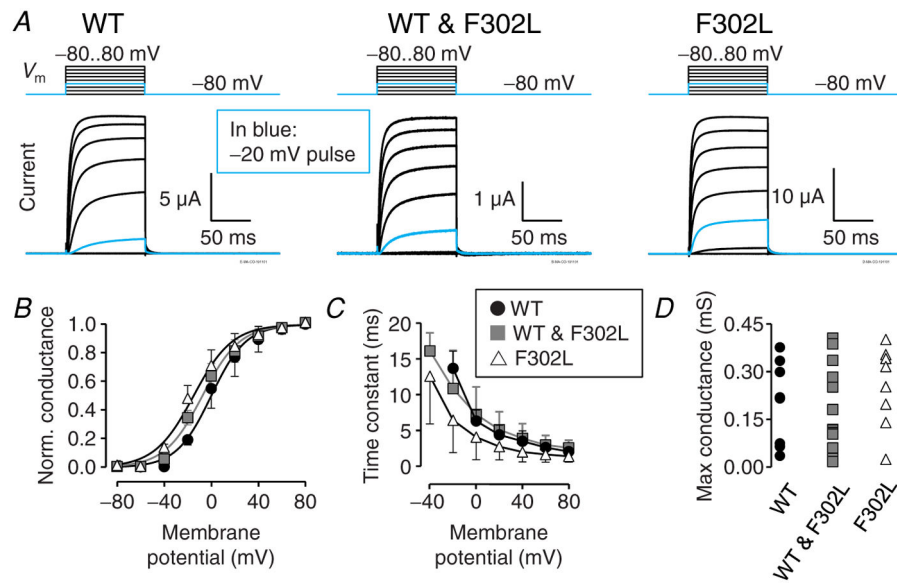 A
WT
WT & F302L
F302L
−80..80 mV
−80..80 mV
−80..80 mV
Vm
−80 mV
−80 mV
−80 mV
In blue:
−20 mV pulse
Current
5 µA
50 ms
1 µA
50 ms
10 µA
50 ms
B
Norm. conductance
1.0
0.8
0.6
0.4
0.2
0.0
−80
−40
0
40
80
Membrane
potential (mV)
C
WT
WT & F302L
F302L
Time constant (ms)
20
15
10
5
0
−40
0
40
80
Membrane
potential (mV)
D
Max conductance (mS)
0.45
0.30
0.15
0.00
WT
WT & F302L
F302L